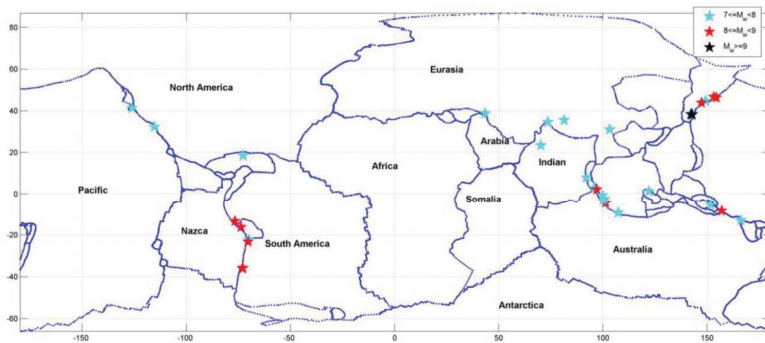 7<=Mw<8
8<=Mw<9
Mw>=9
80
60
40
20
0
-20
-40
-60
Eurasia
North America
Arabia
Africa
Indian
Pacific
Somalia
Nazca
South America
Australia
Antarctica
-150 -100 -50 0 50 100 150